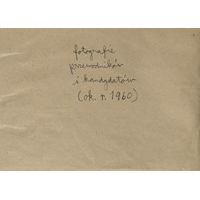 fotografie
przewodników
i kandydatów
(ok. r. 1960)